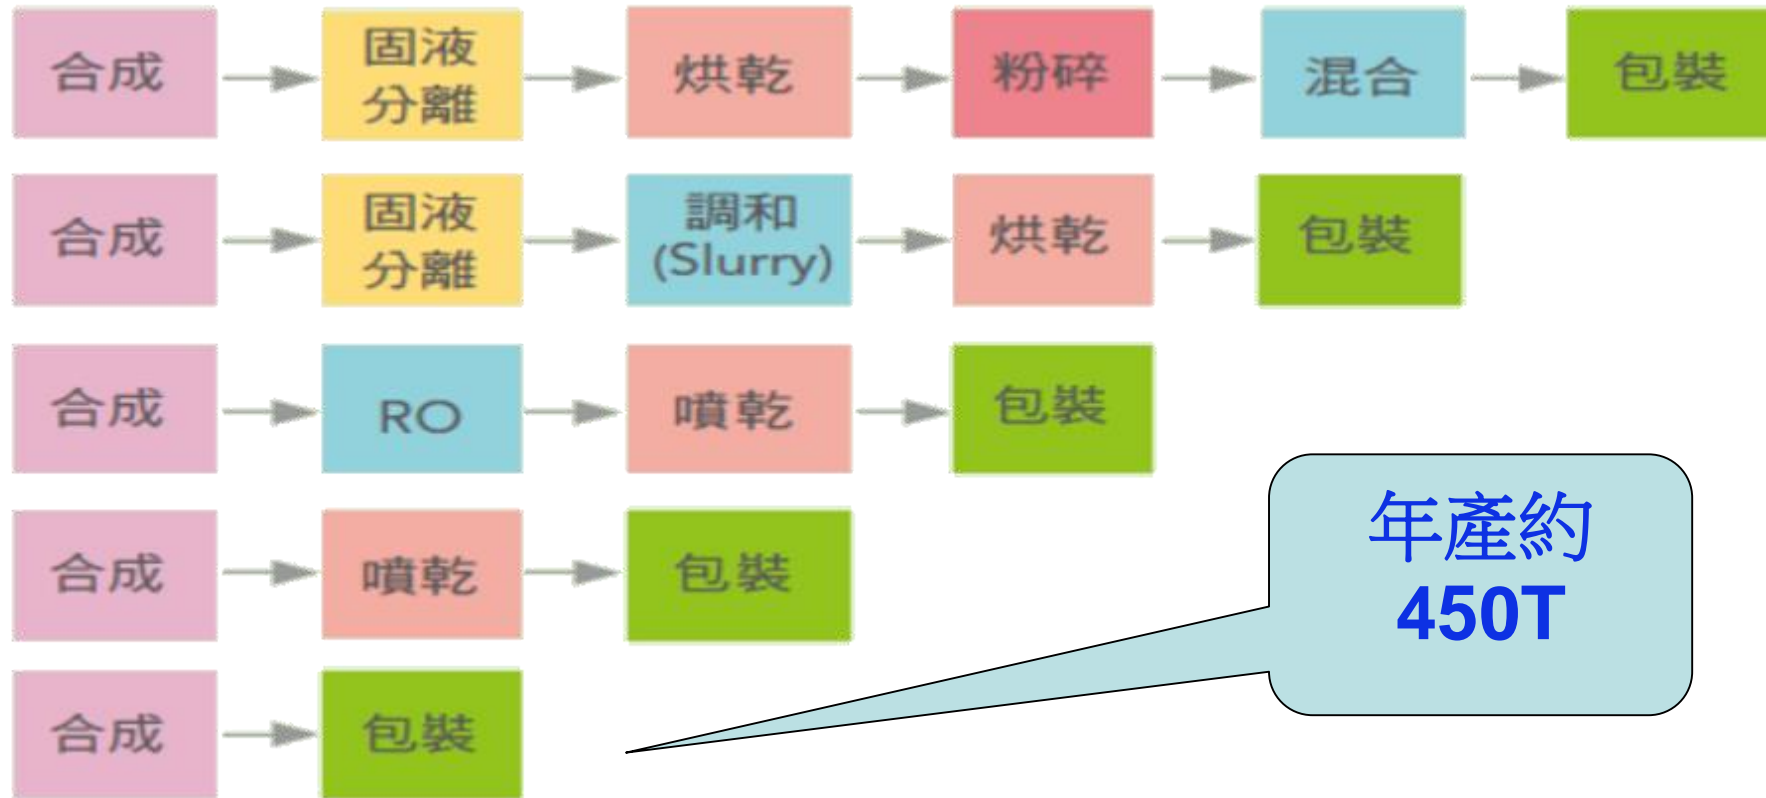 合成 固液分離 烘乾 粉碎 混合 包裝
合成 固液分離 調和(Slurry) 烘乾 包裝
合成 RO 噴乾 包裝
合成 噴乾 包裝
合成 包裝
年產約
450T